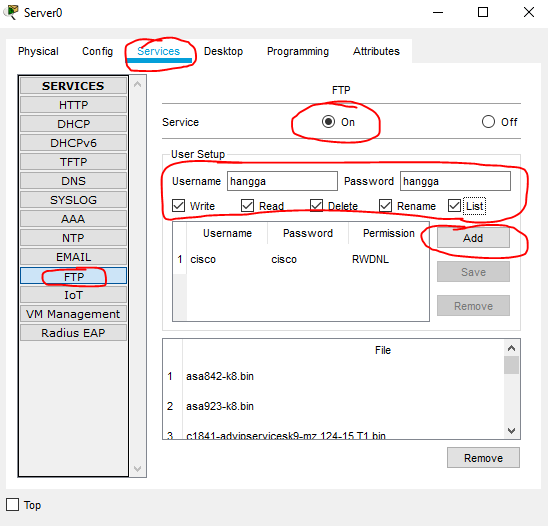 Server0
Physical Config Services Desktop Programming Attributes
SERVICES
HTTP
DHCP
DHCPv6
TFTP
DNS
SYSLOG
AAA
NTP
EMAIL
FTP
IoT
VM Management
Radius EAP
FTP
Service On Off
User Setup
Username hangga Password hangga
Write Read Delete Rename List
Username Password Permission
1 cisco cisco RWDNL
Add
Save
Remove
File
1 asa842-k8.bin
2 asa923-k8.bin
3 c1841-advipservicesk9-mz.124-15.T1.bin
Remove
Top